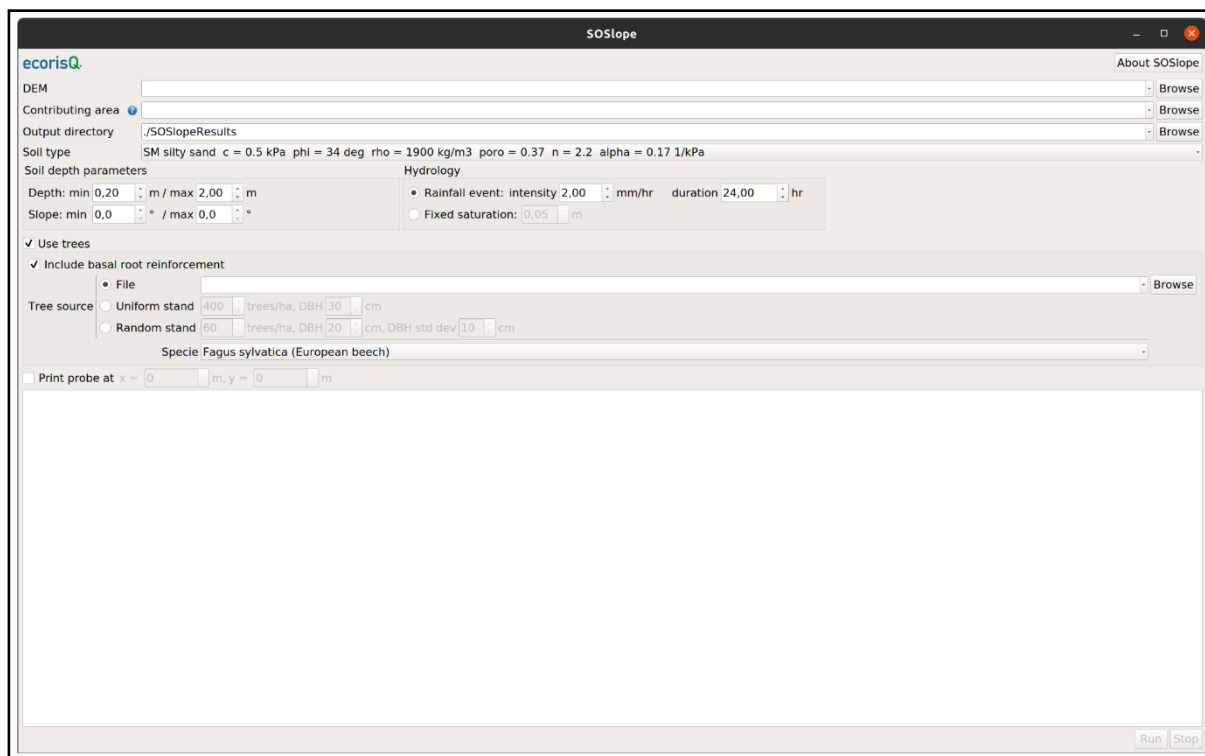 SOSlope
ecorisQ
About SOSlope
DEM Browse
Contributing area ? Browse
Output directory ./SOSlopeResults Browse
Soil type SM silty sand c = 0.5 kPa phi = 34 deg rho = 1900 kg/m3 poro = 0.37 n = 2.2 alpha = 0.17 1/kPa
Soil depth parameters Hydrology
Depth: min 0,20 m / max 2,00 m Rainfall event: intensity 2,00 mm/hr duration 24,00 hr
Slope: min 0,0 ° / max 0,0 ° Fixed saturation: 0,05 m
Use trees
Include basal root reinforcement
File Browse
Tree source Uniform stand 400 trees/ha, DBH 30 cm
Random stand 60 trees/ha, DBH 20 cm, DBH std dev 10 cm
Specie Fagus sylvatica (European beech)
Print probe at x = 0 m, y = 0 m
Run Stop